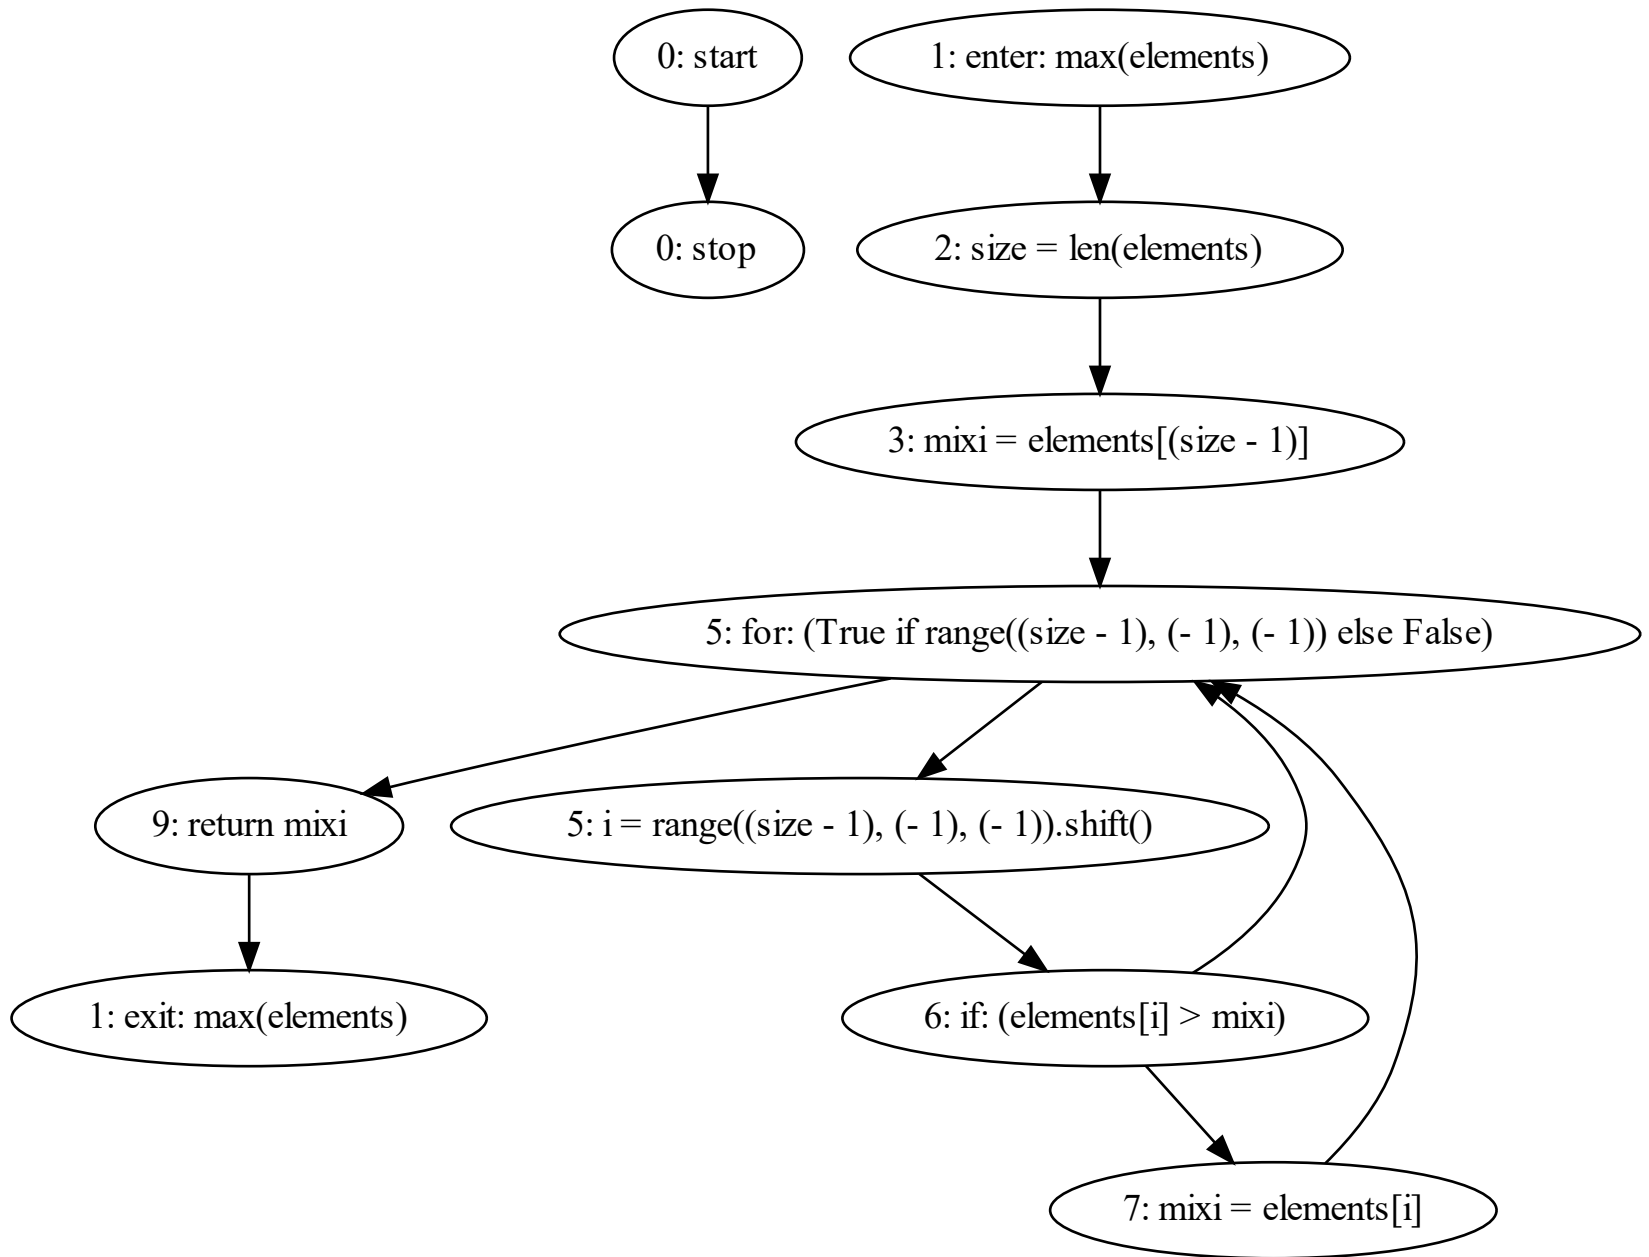 0: start
1: enter: max(elements)
0: stop
2: size = len(elements)
3: mixi = elements[(size - 1)]
5: for: (True if range((size - 1), (- 1), (- 1)) else False)
9: return mixi
5: i = range((size - 1), (- 1), (- 1)).shift()
1: exit: max(elements)
6: if: (elements[i] > mixi)
7: mixi = elements[i]